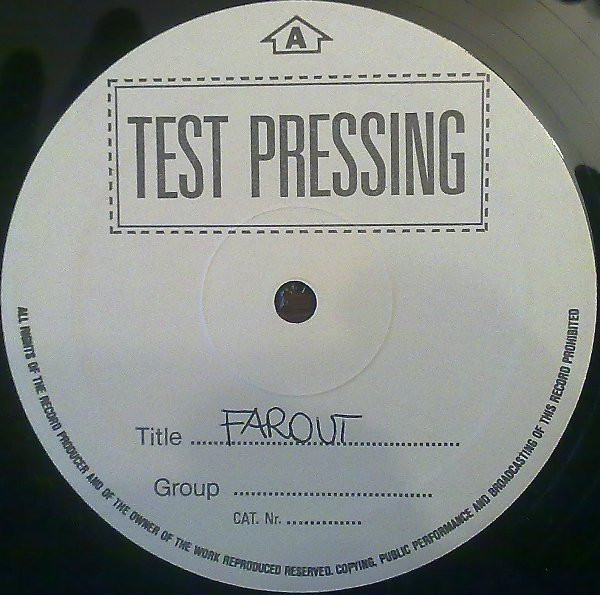 A
TEST PRESSING
Title ........FAROUT........................
Group ..................................
CAT. Nr. ..............
ALL RIGHTS OF THE RECORD PRODUCER AND OF THE OWNER OF THE WORK REPRODUCED RESERVED. COPYING, PUBLIC PERFORMANCE AND BROADCASTING OF THIS RECORD PROHIBITED